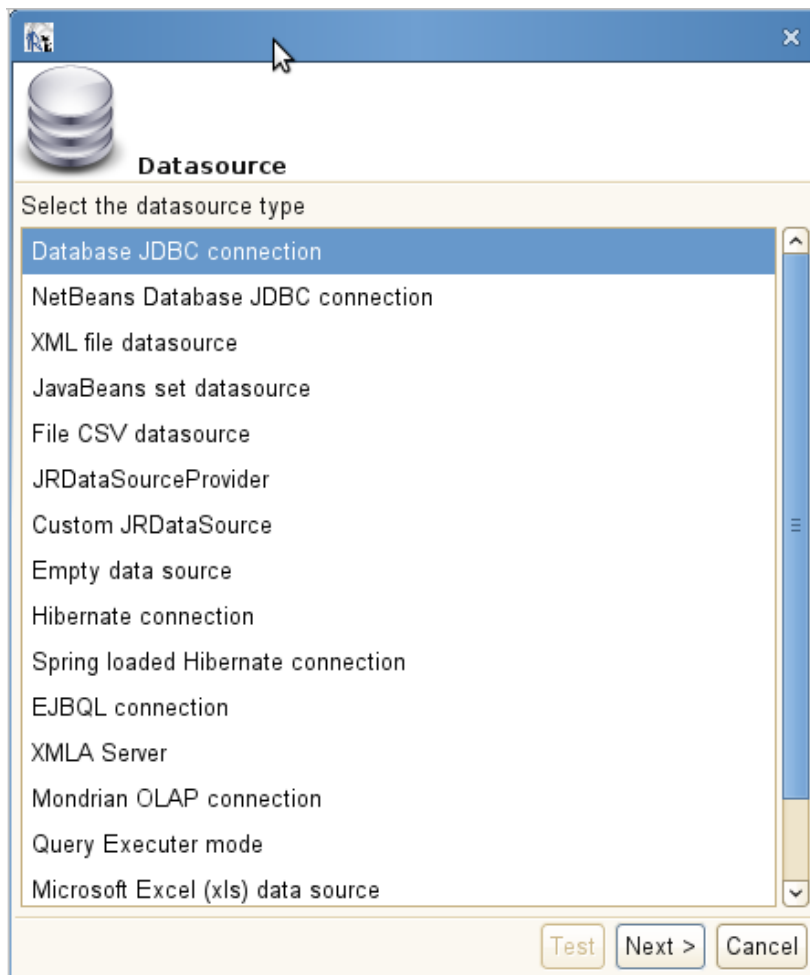 Datasource
Select the datasource type
Database JDBC connection
NetBeans Database JDBC connection
XML file datasource
JavaBeans set datasource
File CSV datasource
JRDataSourceProvider
Custom JRDataSource
Empty data source
Hibernate connection
Spring loaded Hibernate connection
EJBQL connection
XMLA Server
Mondrian OLAP connection
Query Executer mode
Microsoft Excel (xls) data source
Test Next > Cancel